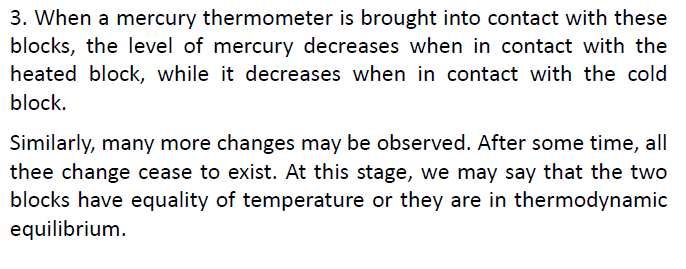 3. When a mercury thermometer is brought into contact with these
blocks, the level of mercury decreases when in contact with the
heated block, while it decreases when in contact with the cold
block.
Similarly, many more changes may be observed. After some time, all
thee change cease to exist. At this stage, we may say that the two
blocks have equality of temperature or they are in thermodynamic
equilibrium.